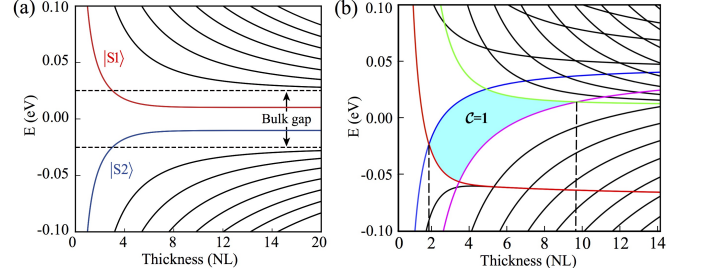 (a)
0.10
0.05
0.00
-0.05
-0.10
E (eV)
|S1⟩
|S2⟩
Bulk gap
0 4 8 12 16 20
Thickness (NL)
(b)
0.10
0.05
0.00
-0.05
-0.10
E (eV)
C=1
0 2 4 6 8 10 12 14
Thickness (NL)